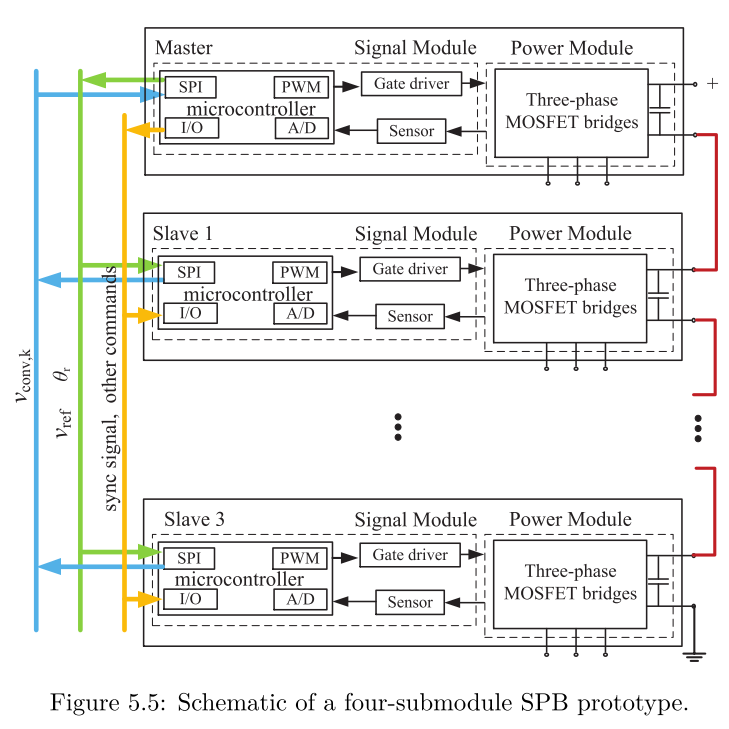 Master
Signal Module
Power Module
SPI
PWM
Gate driver
microcontroller
I/O
A/D
Sensor
Three-phase
MOSFET bridges
+
Slave 1
Signal Module
Power Module
SPI
PWM
Gate driver
microcontroller
I/O
A/D
Sensor
Three-phase
MOSFET bridges
v_conv,k
v_ref θ_r
sync signal, other commands
Slave 3
Signal Module
Power Module
SPI
PWM
Gate driver
microcontroller
I/O
A/D
Sensor
Three-phase
MOSFET bridges
Figure 5.5: Schematic of a four-submodule SPB prototype.